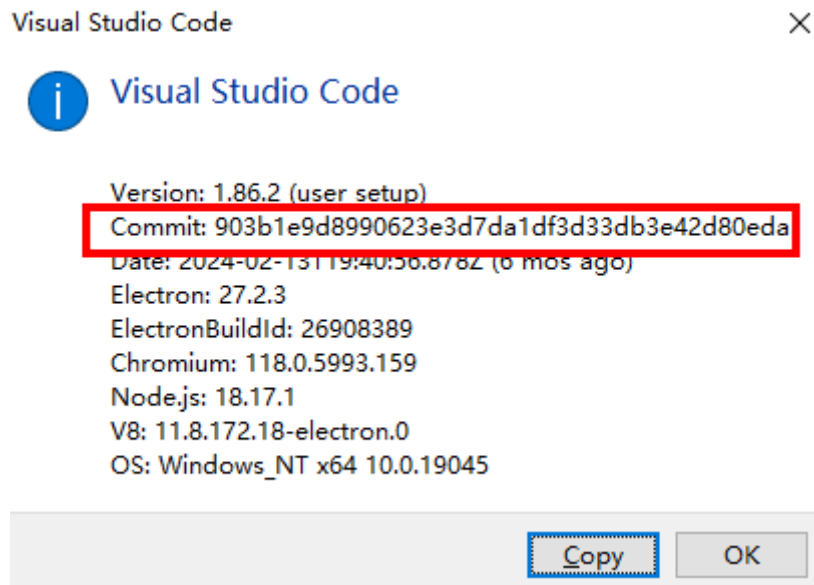 Visual Studio Code
Visual Studio Code
Version: 1.86.2 (user setup)
Commit: 903b1e9d8990623e3d7da1df3d33db3e42d80eda
Date: 2024-02-13T19:40:56.878Z (6 mos ago)
Electron: 27.2.3
ElectronBuildId: 26908389
Chromium: 118.0.5993.159
Node.js: 18.17.1
V8: 11.8.172.18-electron.0
OS: Windows_NT x64 10.0.19045
Copy OK